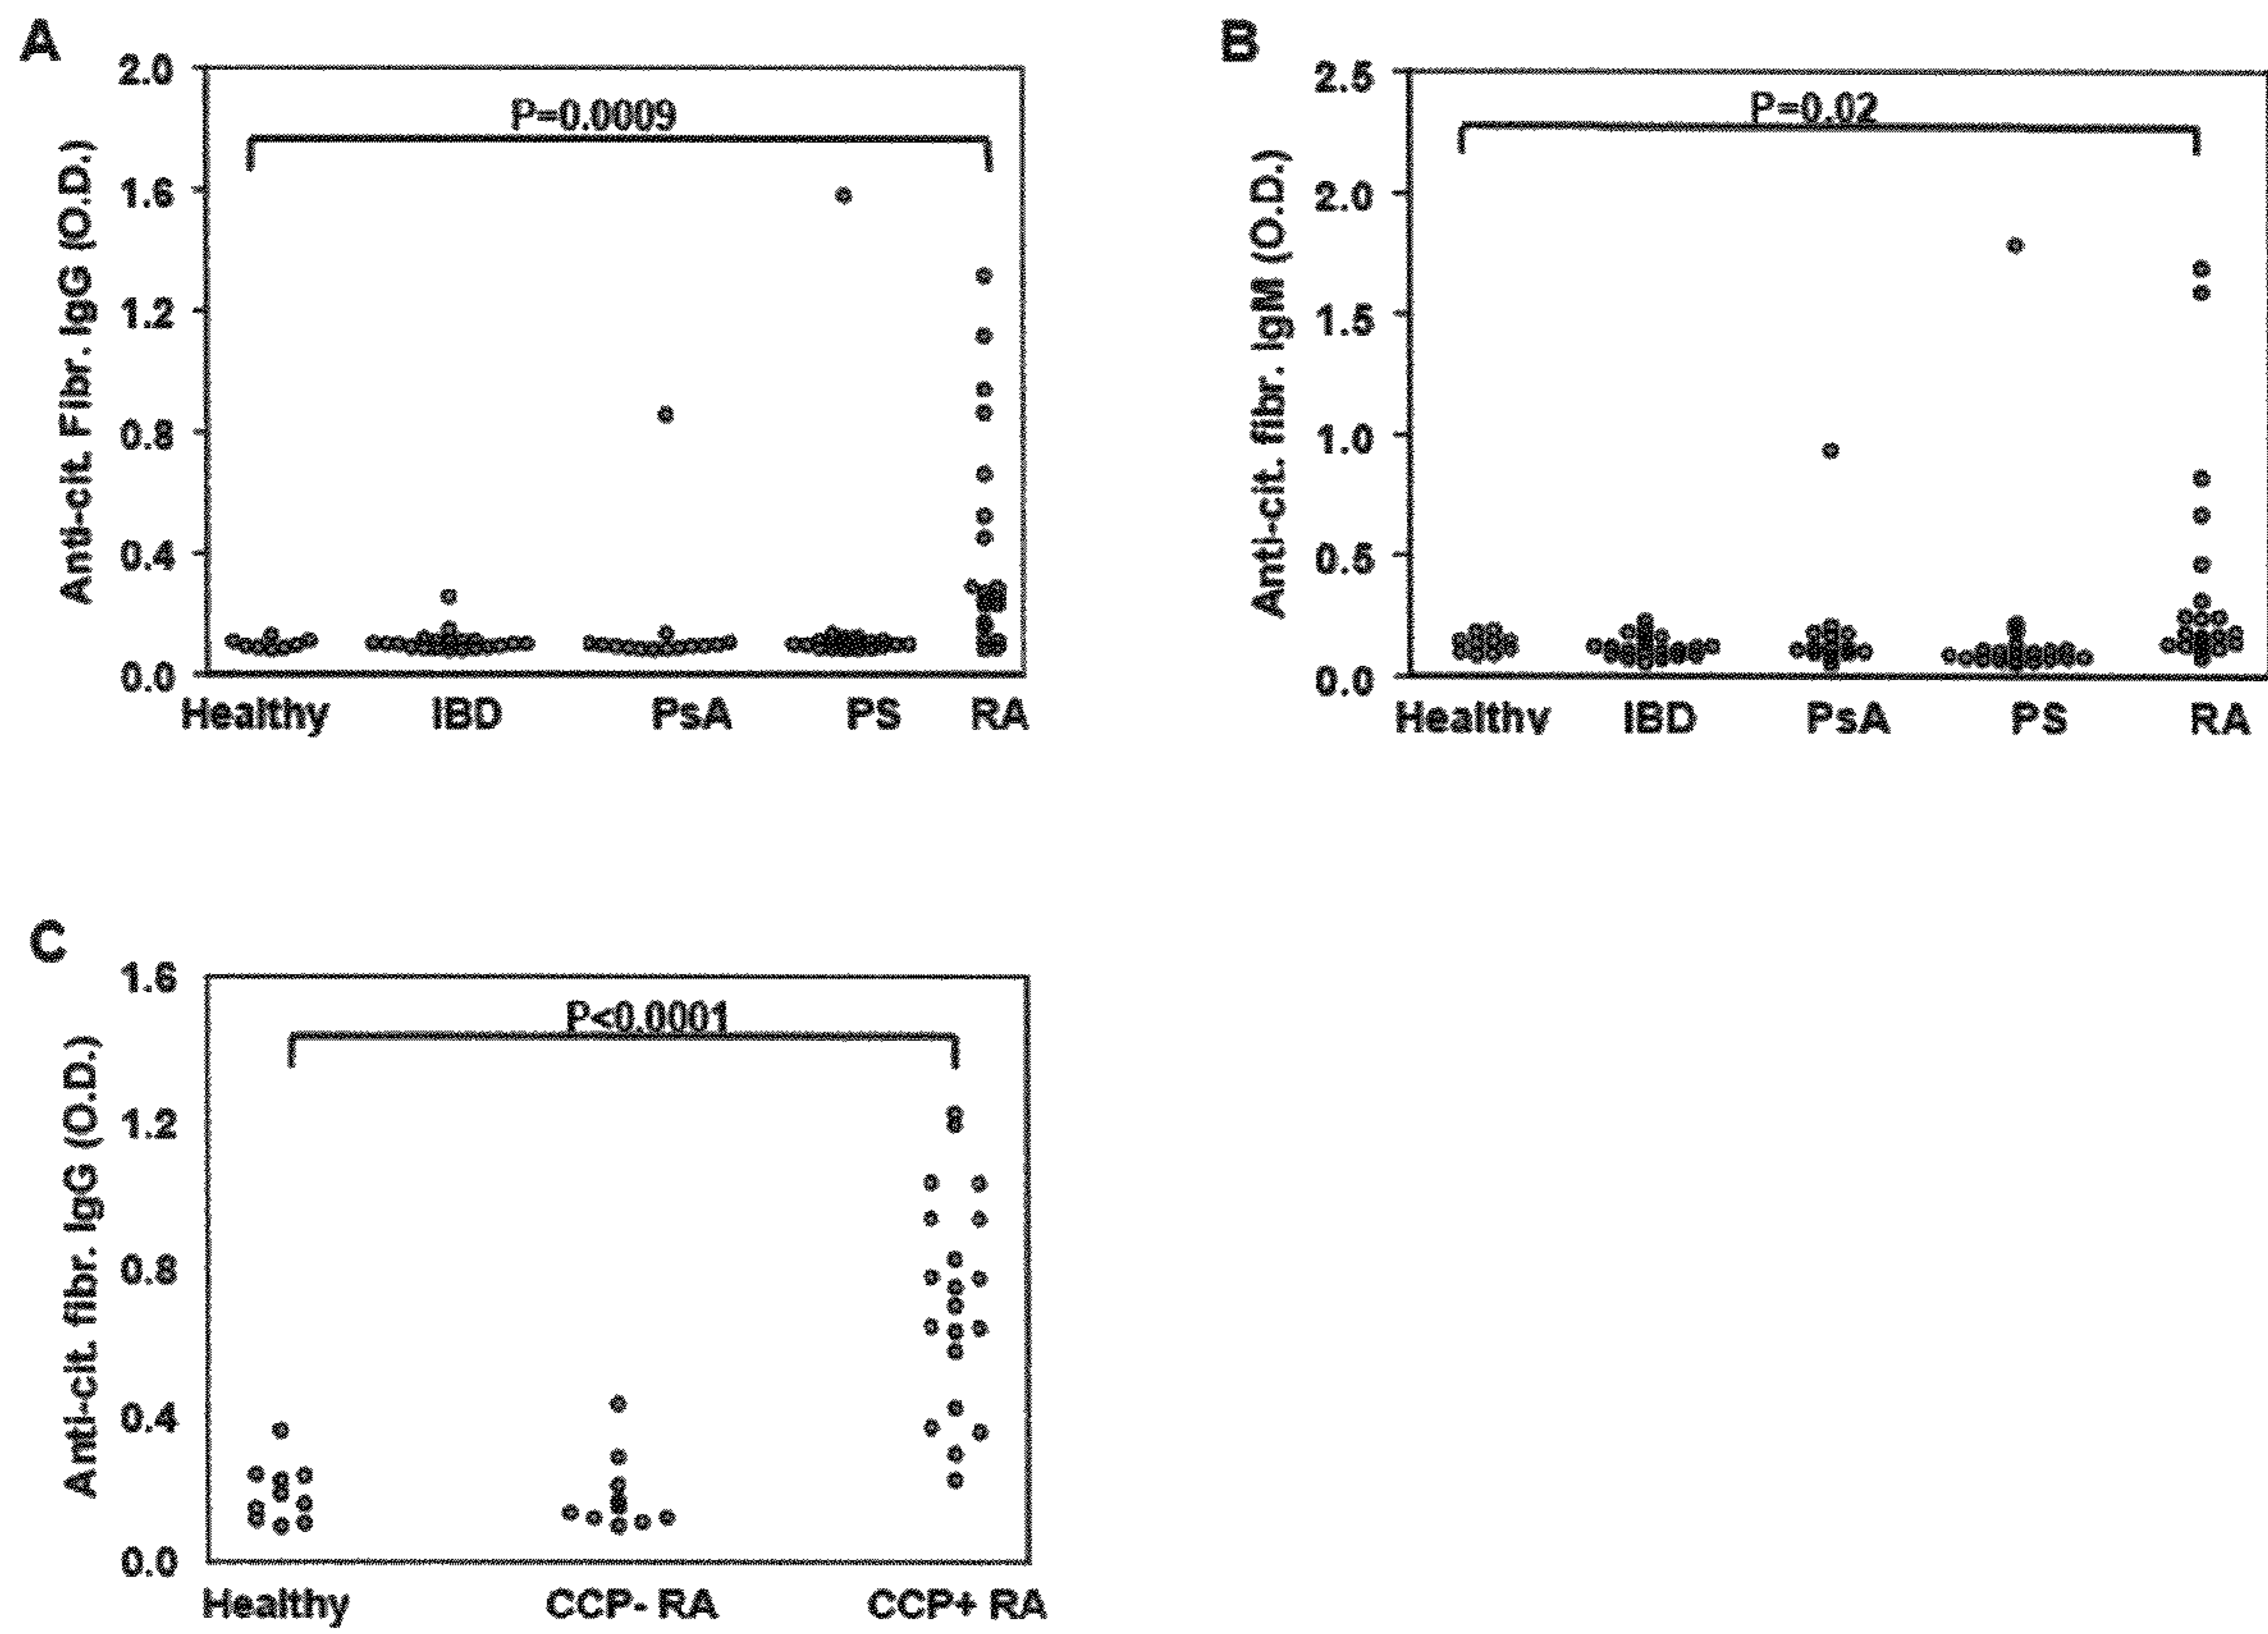 A
2.0
P=0.0009
1.6
1.2
0.8
0.4
0.0
Anti-cit. Fibr. IgG (O.D.)
Healthy IBD PsA PS RA
B
2.5
P=0.02
2.0
1.5
1.0
0.5
0.0
Anti-cit. fibr. IgM (O.D.)
Healthy IBD PsA PS RA
C
1.6
P<0.0001
1.2
0.8
0.4
0.0
Anti-cit. fibr. IgG (O.D.)
Healthy CCP- RA CCP+ RA